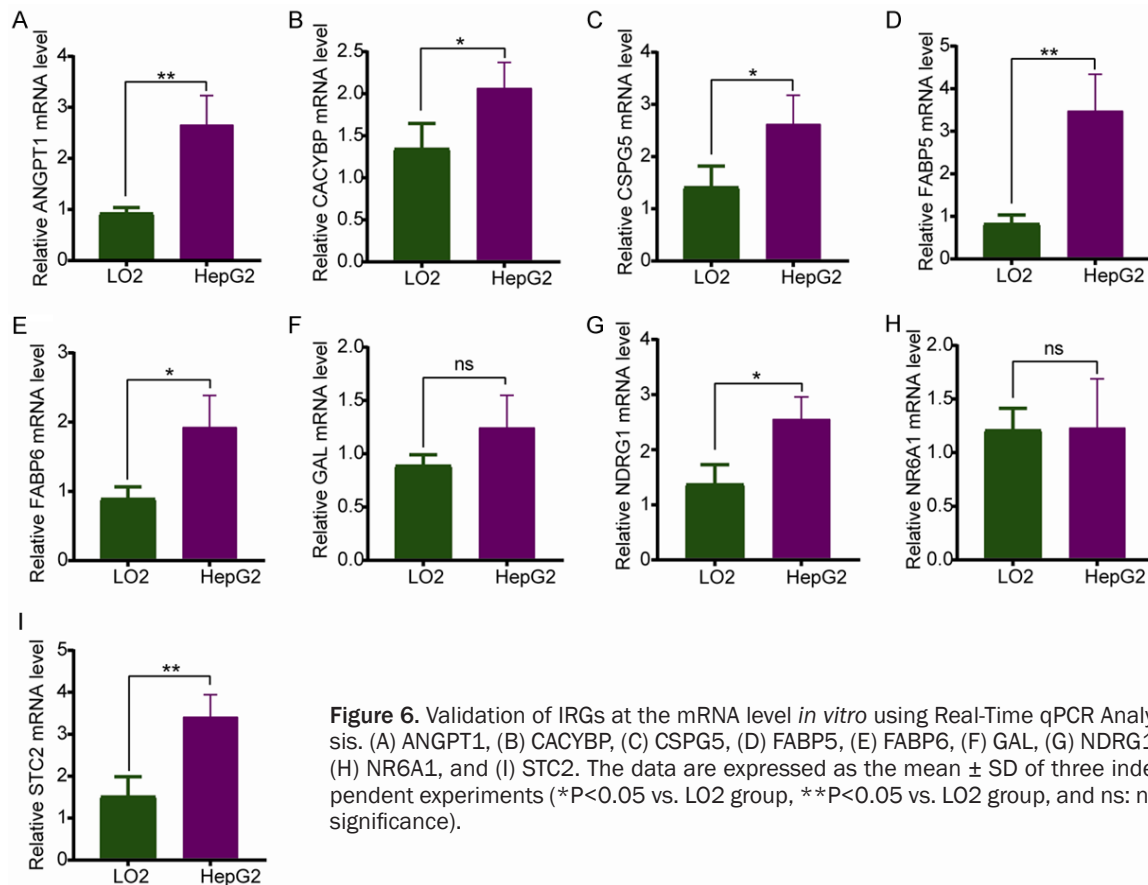 A
Relative ANGPT1 mRNA level
4
3
2
1
0
**
LO2
HepG2
B
Relative CACYBP mRNA level
2.5
2.0
1.5
1.0
0.5
0.0
*
LO2
HepG2
C
Relative CSPG5 mRNA level
4
3
2
1
0
*
LO2
HepG2
D
Relative FABP5 mRNA level
5
4
3
2
1
0
**
LO2
HepG2
E
Relative FABP6 mRNA level
3
2
1
0
*
LO2
HepG2
F
Relative GAL mRNA level
2.0
1.5
1.0
0.5
0.0
ns
LO2
HepG2
G
Relative NDRG1 mRNA level
4
3
2
1
0
*
LO2
HepG2
H
Relative NR6A1 mRNA level
2.0
1.5
1.0
0.5
0.0
ns
LO2
HepG2
I
Relative STC2 mRNA level
5
4
3
2
1
0
**
LO2
HepG2
Figure 6. Validation of IRGs at the mRNA level in vitro using Real-Time qPCR Analy-
sis. (A) ANGPT1, (B) CACYBP, (C) CSPG5, (D) FABP5, (E) FABP6, (F) GAL, (G) NDRG1
(H) NR6A1, and (I) STC2. The data are expressed as the mean ± SD of three inde-
pendent experiments (*P<0.05 vs. LO2 group, **P<0.05 vs. LO2 group, and ns: n
significance).